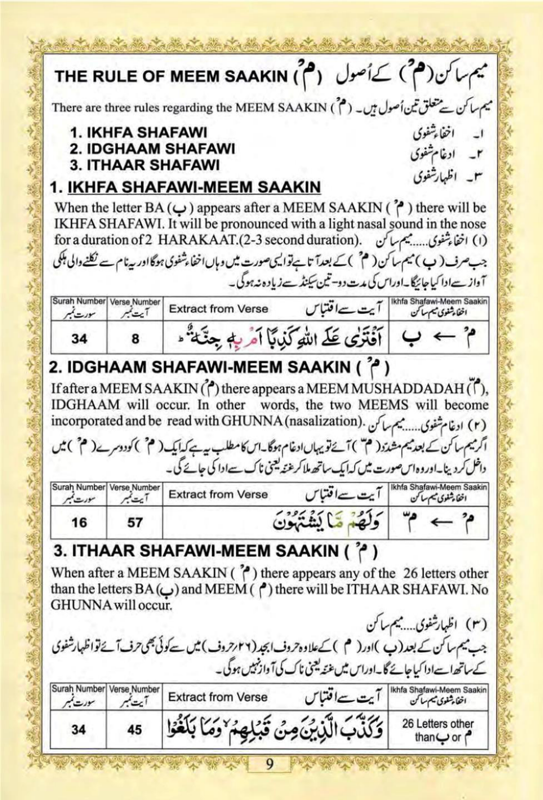 THE RULE OF MEEM SAAKIN (مْ) میم ساکن (مْ) کے اُصول
There are three rules regarding the MEEM SAAKIN (مْ) میم ساکن سے متعلق تین اُصول ہیں۔
1. IKHFA SHAFAWI ۱۔ اخفاء شفوی
2. IDGHAAM SHAFAWI ۲۔ ادغام شفوی
3. ITHAAR SHAFAWI ۳۔ اظہار شفوی
1. IKHFA SHAFAWI-MEEM SAAKIN
When the letter BA (ب) appears after a MEEM SAAKIN (مْ) there will be
IKHFA SHAFAWI. It will be pronounced with a light nasal sound in the nose
for a duration of 2 HARAKAAT.(2-3 second duration). (۱) اخفاء شفوی.....میم ساکن
جب صرف (ب) میم ساکن (مْ) کے بعد آتا ہے تو ایسی صورت میں وہاں اخفاء شفوی ہوگا اور یہ نام سے نکلنے والی ہلکی
آواز سے ادا کیا جائیگا۔ اور اس کی مدت دو-تین سیکنڈ سے زیادہ نہ ہوگی۔
Surah Number سورت نمبر Verse Number آیت نمبر Extract from Verse آیت سے اقتباس Ikhfa Shafawi-Meem Saakin اخفاء شفوی میم ساکن
34 8 اَفْتَرٰى عَلَى اللّٰهِ كَذِبًا اَمْ بِهٖ جِنَّةٌ ؕ مْ ← ب
2. IDGHAAM SHAFAWI-MEEM SAAKIN (مْ)
If after a MEEM SAAKIN (مْ) there appears a MEEM MUSHADDADAH (مّ),
IDGHAAM will occur. In other words, the two MEEMS will become
incorporated and be read with GHUNNA (nasalization). (۲) ادغام شفوی.....میم ساکن
اگر میم ساکن کے بعد میم مشدّد (مّ) آئے تو یہاں ادغام ہوگا۔ اس کا مطلب یہ ہے کہ ایک (مْ) کو دوسرے (مْ) میں
داخل کر دینا۔ اور وہ اس صورت میں کہ ایک ساتھ ملا کر غنہ یعنی ناک سے ادا کی جائے گی۔
Surah Number سورت نمبر Verse Number آیت نمبر Extract from Verse آیت سے اقتباس Ikhfa Shafawi-Meem Saakin اخفاء شفوی میم ساکن
16 57 وَلَهُمْ مَّا يَشْتَهُوْنَ مْ ← مّ
3. ITHAAR SHAFAWI-MEEM SAAKIN (مْ)
When after a MEEM SAAKIN (مْ) there appears any of the 26 letters other
than the letters BA (ب) and MEEM (م) there will be ITHAAR SHAFAWI. No
GHUNNA will occur.
(۳) اظہار شفوی.....میم ساکن
جب میم ساکن کے بعد (ب) اور (م) کے علاوہ حروف ابجد (۲۶ حروف) میں سے کوئی بھی حرف آئے تو اظہار شفوی
کے ساتھ اسے ادا کیا جائے گا۔ اور اس میں غنہ یعنی ناک کی آواز نہیں ہوگی۔
Surah Number سورت نمبر Verse Number آیت نمبر Extract from Verse آیت سے اقتباس Ikhfa Shafawi-Meem Saakin اخفاء شفوی میم ساکن
34 45 وَكَذَّبَ الَّذِيْنَ مِنْ قَبْلِهِمْ ۙ وَمَا بَلَغُوْا 26 Letters other than ب or م
9